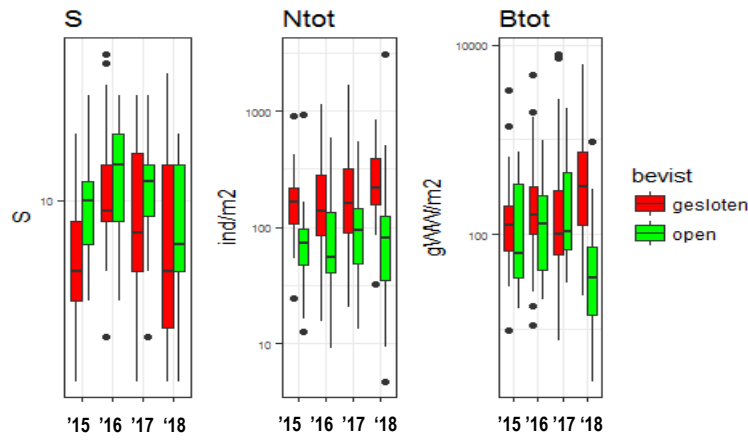 S
S
10
'15 '16 '17 '18
Ntot
ind/m2
1000
100
10
'15 '16 '17 '18
Btot
gWW/m2
10000
100
'15 '16 '17 '18
bevist
gesloten
open